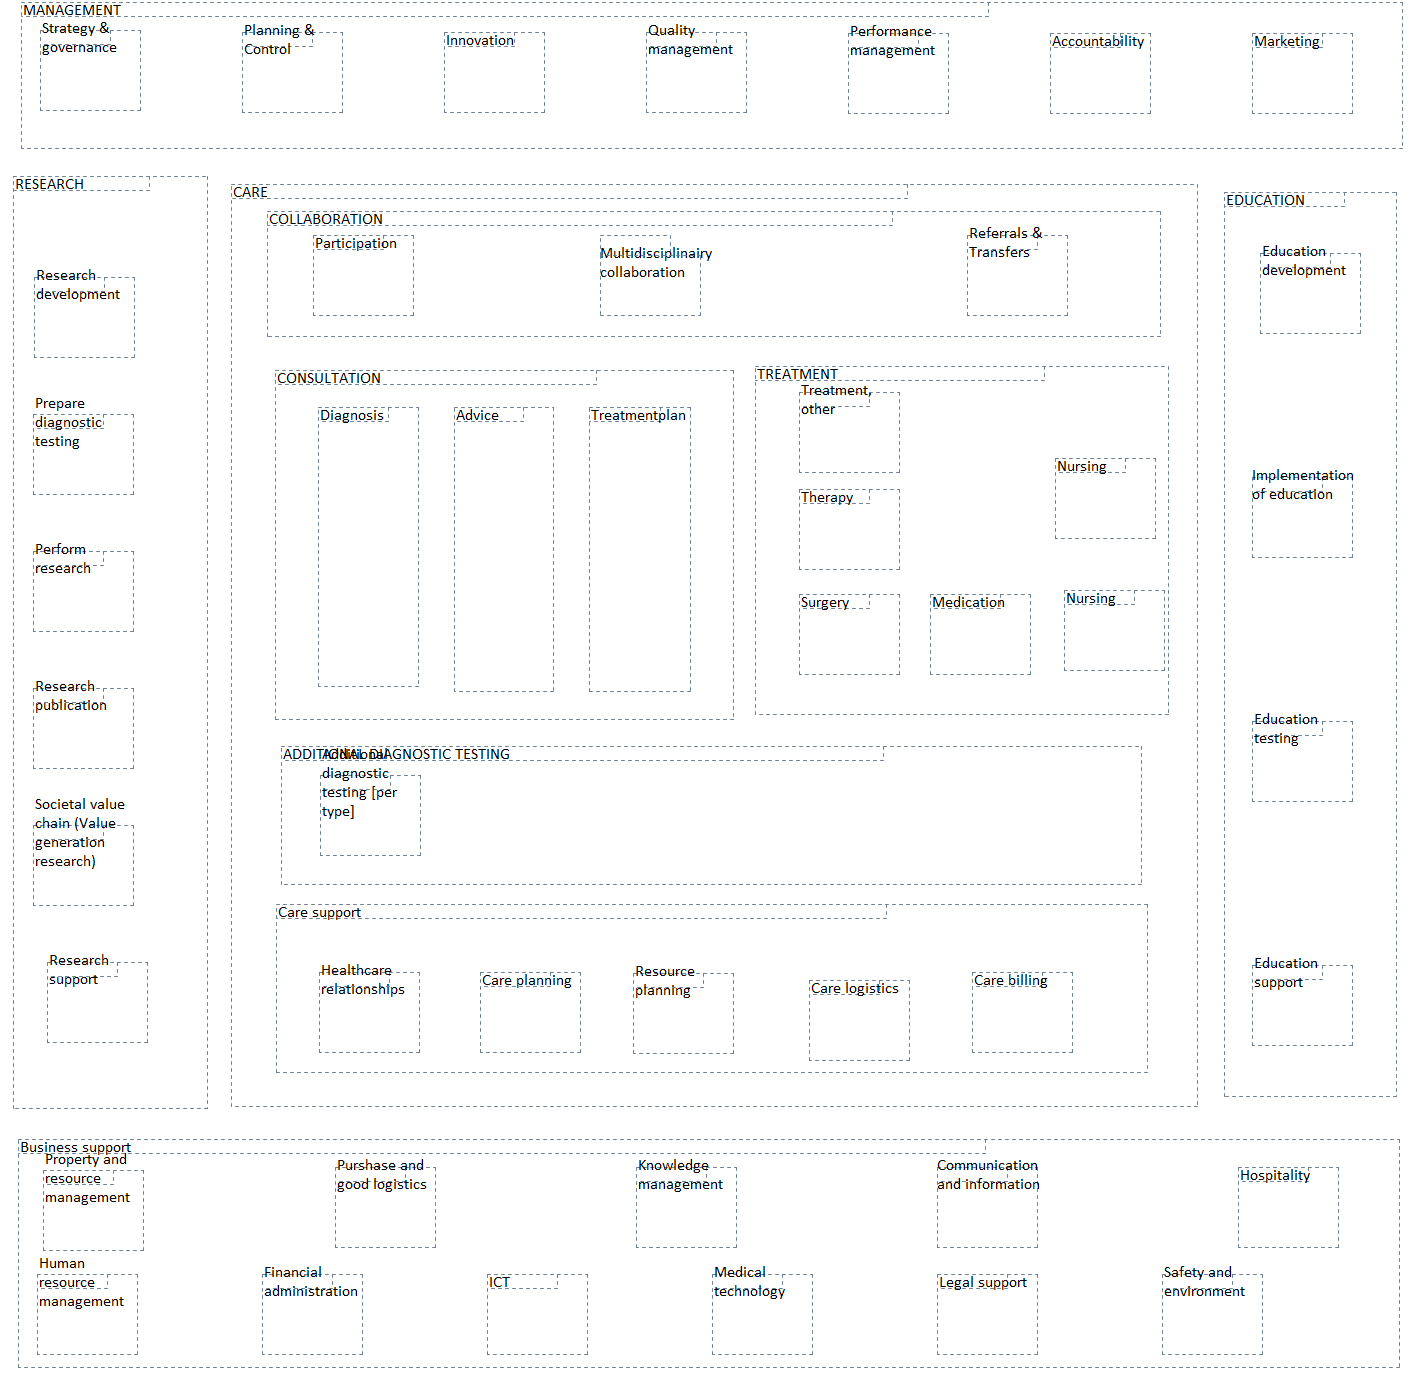 MANAGEMENT
Strategy &
governance
Planning &
Control
Innovation
Quality
management
Performance
management
Accountability
Marketing
RESEARCH
Research
development
Prepare
diagnostic
testing
Perform
research
Research
publication
Societal value
chain (Value
generation
research)
Research
support
CARE
COLLABORATION
Participation
Multidisciplinairy
collaboration
Referrals &
Transfers
CONSULTATION
Diagnosis
Advice
Treatmentplan
TREATMENT
Treatment,
other
Therapy
Nursing
Surgery
Medication
Nursing
ADDITIONAL DIAGNOSTIC TESTING
Additional
diagnostic
testing [per
type]
Care support
Healthcare
relationships
Care planning
Resource
planning
Care logistics
Care billing
EDUCATION
Education
development
Implementation
of education
Education
testing
Education
support
Business support
Property and
resource
management
Purshase and
good logistics
Knowledge
management
Communication
and information
Hospitality
Human
resource
management
Financial
administration
ICT
Medical
technology
Legal support
Safety and
environment